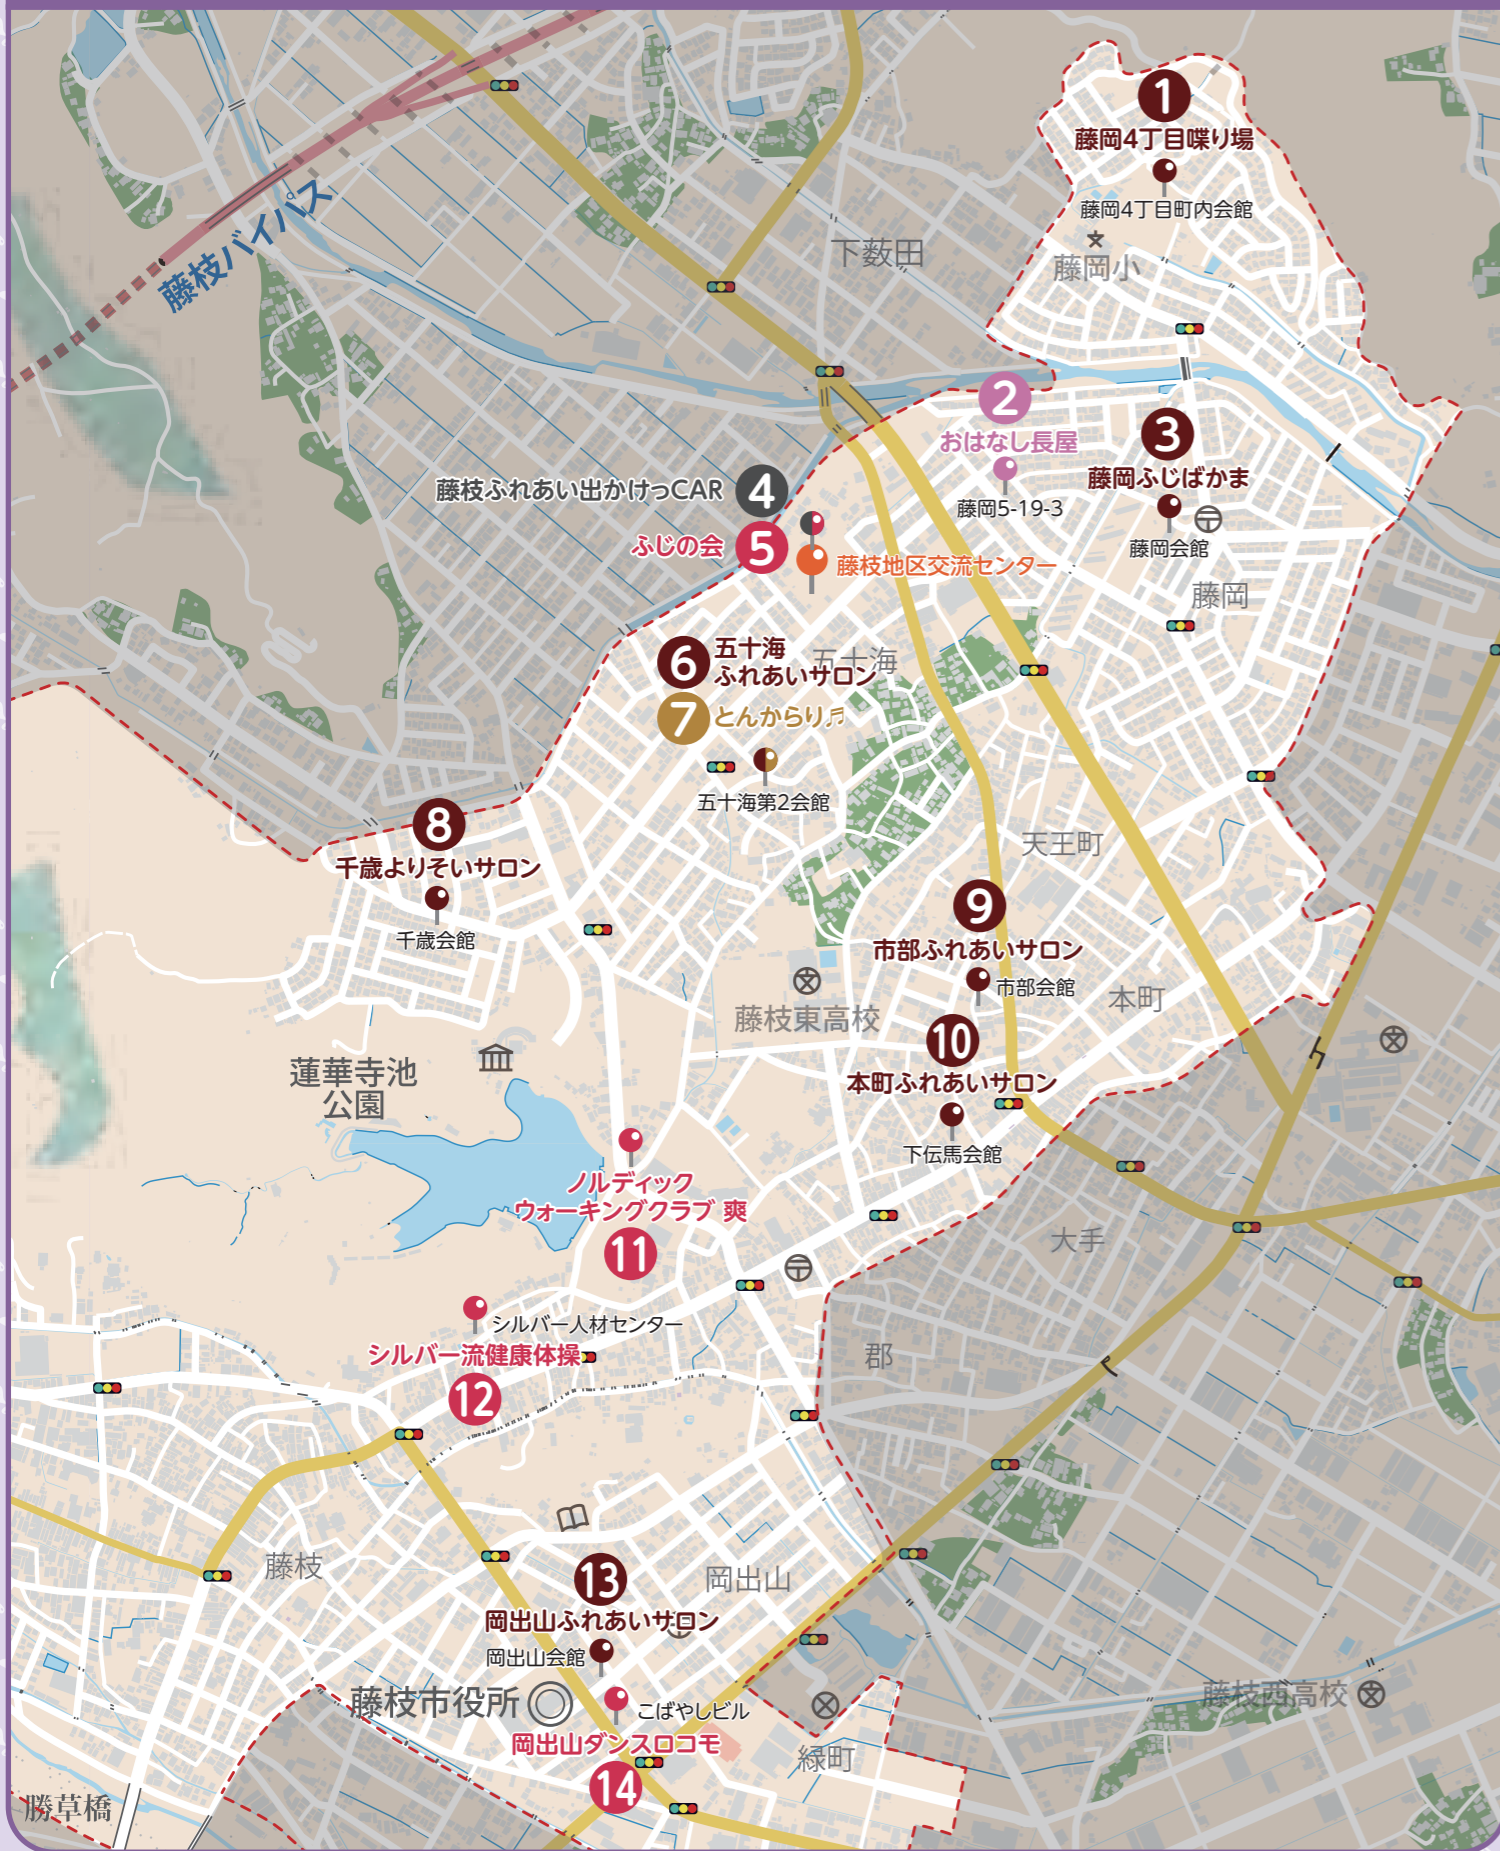 1
藤岡4丁目喋り場
藤岡4丁目町内会館
藤枝バイパス
下薮田
藤岡小
2
おはなし長屋
藤岡5-19-3
3
藤岡ふじばかま
藤岡会館
藤枝ふれあい出かけっCAR
4
ふじの会
5
藤枝地区交流センター
藤岡
6
五十海
ふれあいサロン
五十海
7
とんからり♬
五十海第2会館
8
千歳よりそいサロン
千歳会館
天王町
9
市部ふれあいサロン
市部会館
本町
藤枝東高校
10
本町ふれあいサロン
下伝馬会館
蓮華寺池
公園
ノルディック
ウォーキングクラブ 爽
11
大手
シルバー人材センター
シルバー流健康体操
12
郡
藤枝
13
岡出山
岡出山ふれあいサロン
岡出山会館
藤枝市役所
こばやしビル
岡出山ダンスロコモ
14
藤枝西高校
緑町
勝草橋